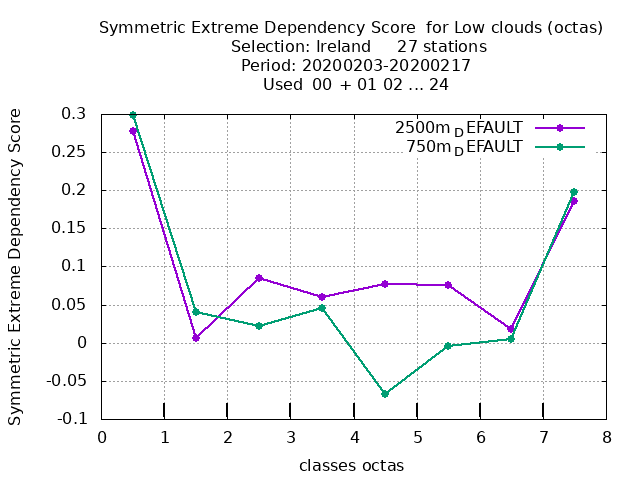 Symmetric Extreme Dependency Score for Low clouds (octas)
Selection: Ireland 27 stations
Period: 20200203-20200217
Used 00 + 01 02 ... 24
2500m_DEFAULT
750m_DEFAULT
Symmetric Extreme Dependency Score
0.3
0.25
0.2
0.15
0.1
0.05
0
-0.05
-0.1
0 1 2 3 4 5 6 7 8
classes octas